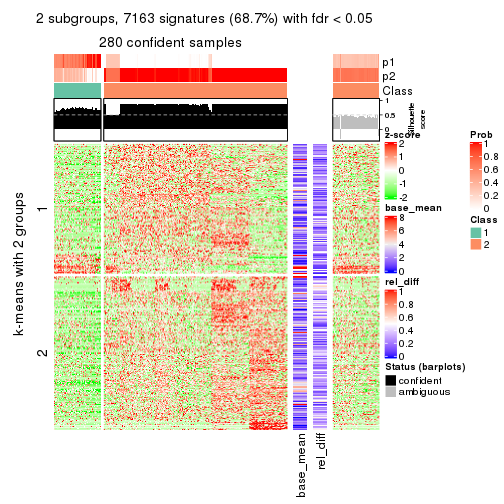 2 subgroups, 7163 signatures (68.7%) with fdr < 0.05
280 confident samples
p1
p2
Class
1
0.5
0
Silhouette
score
k-means with 2 groups
1
2
base_mean
rel_diff
z-score
2
1
0
-1
-2
base_mean
8
6
4
2
0
rel_diff
1
0.8
0.6
0.4
0.2
0
Status (barplots)
confident
ambiguous
Prob
1
0.8
0.6
0.4
0.2
0
Class
1
2